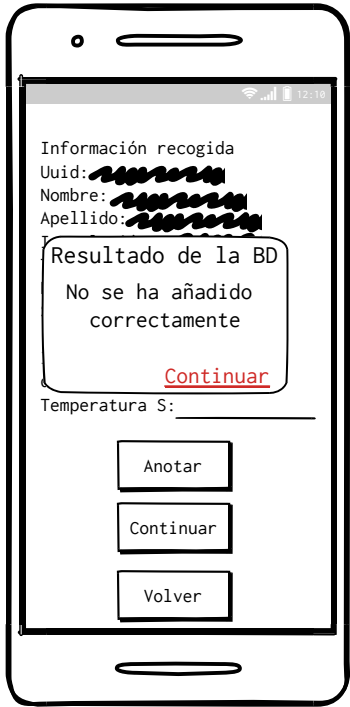 12:10
Información recogida
Uuid:
Nombre:
Apellido:
Resultado de la BD
No se ha añadido
correctamente
Continuar
Temperatura S:
Anotar
Continuar
Volver